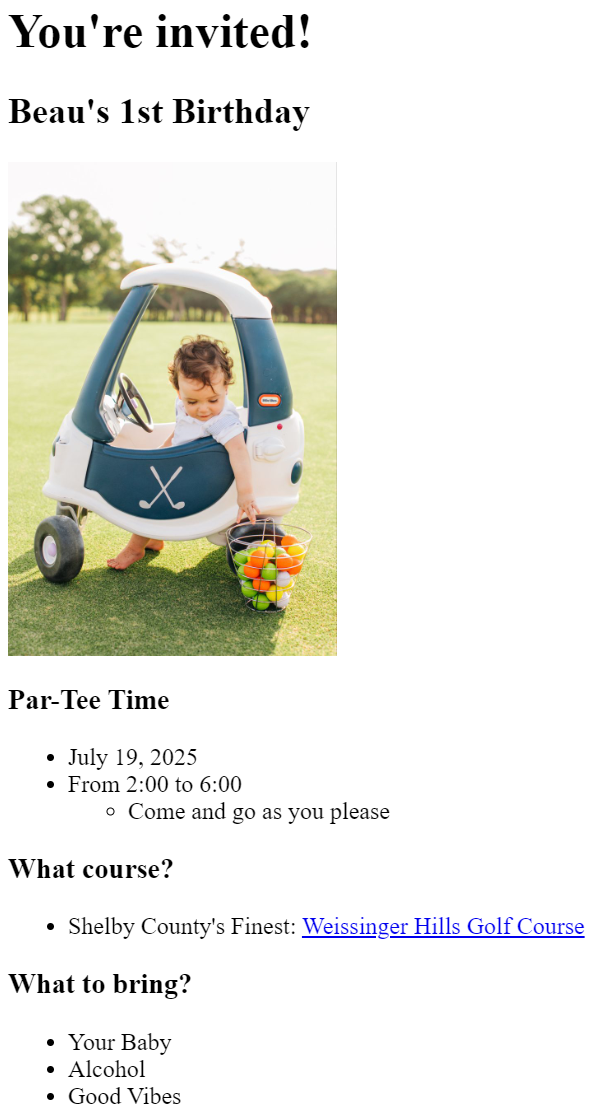 You're invited!
Beau's 1st Birthday
Par-Tee Time
July 19, 2025
From 2:00 to 6:00
Come and go as you please
What course?
Shelby County's Finest: Weissinger Hills Golf Course
What to bring?
Your Baby
Alcohol
Good Vibes